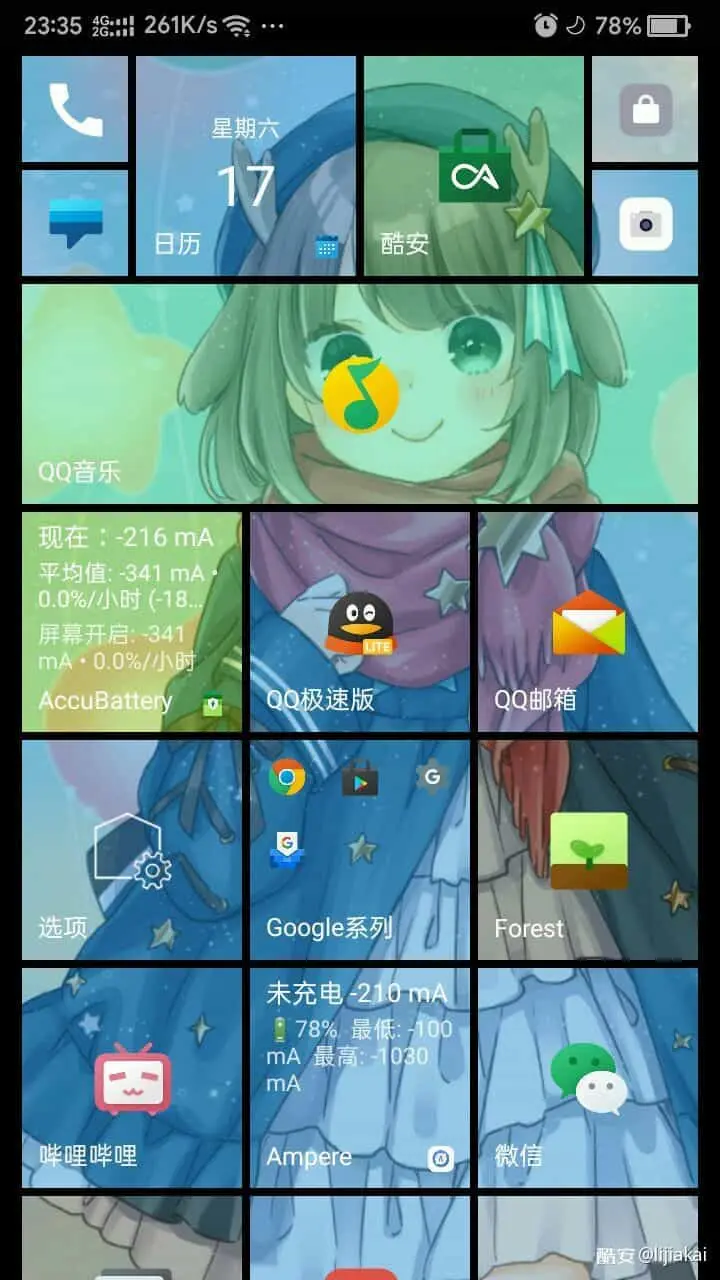 23:35 4G 2G 261K/s ... 78%
星期六
17
日历
酷安
QQ音乐
现在：-216 mA
平均值: -341 mA •
0.0%/小时 (-18...
屏幕开启: -341
mA • 0.0%/小时
AccuBattery
LITE
QQ极速版
QQ邮箱
选项
G
G
Google系列
Forest
哔哩哔哩
未充电 -210 mA
78% 最低: -100
mA 最高: -1030
mA
Ampere
微信
酷安 @lijiakai